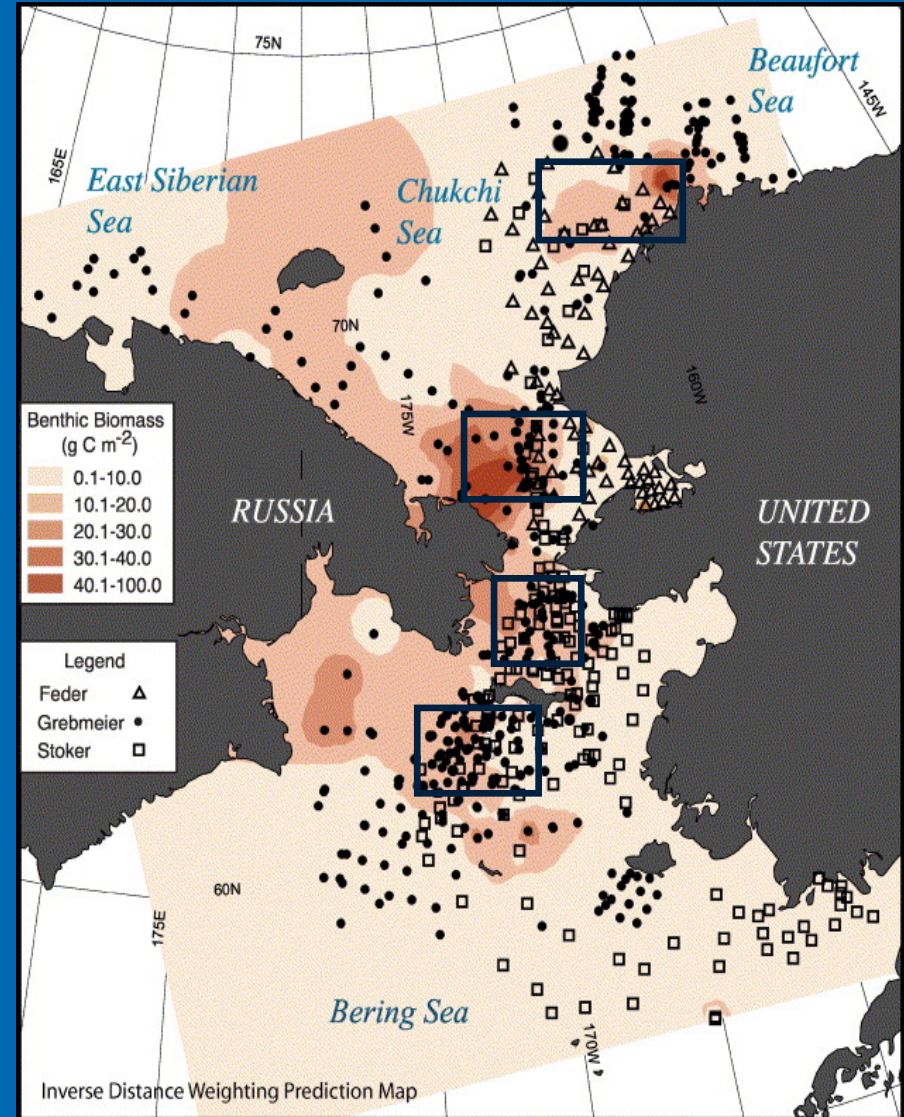 75N
Beaufort
Sea
145W
165E
East Siberian
Sea
Chukchi
Sea
70N
175W
160W
Benthic Biomass
(g C m-2)
0.1-10.0
10.1-20.0
20.1-30.0
30.1-40.0
40.1-100.0
RUSSIA
UNITED
STATES
Legend
Feder
Grebmeier
Stoker
60N
175E
Bering Sea
170W
Inverse Distance Weighting Prediction Map